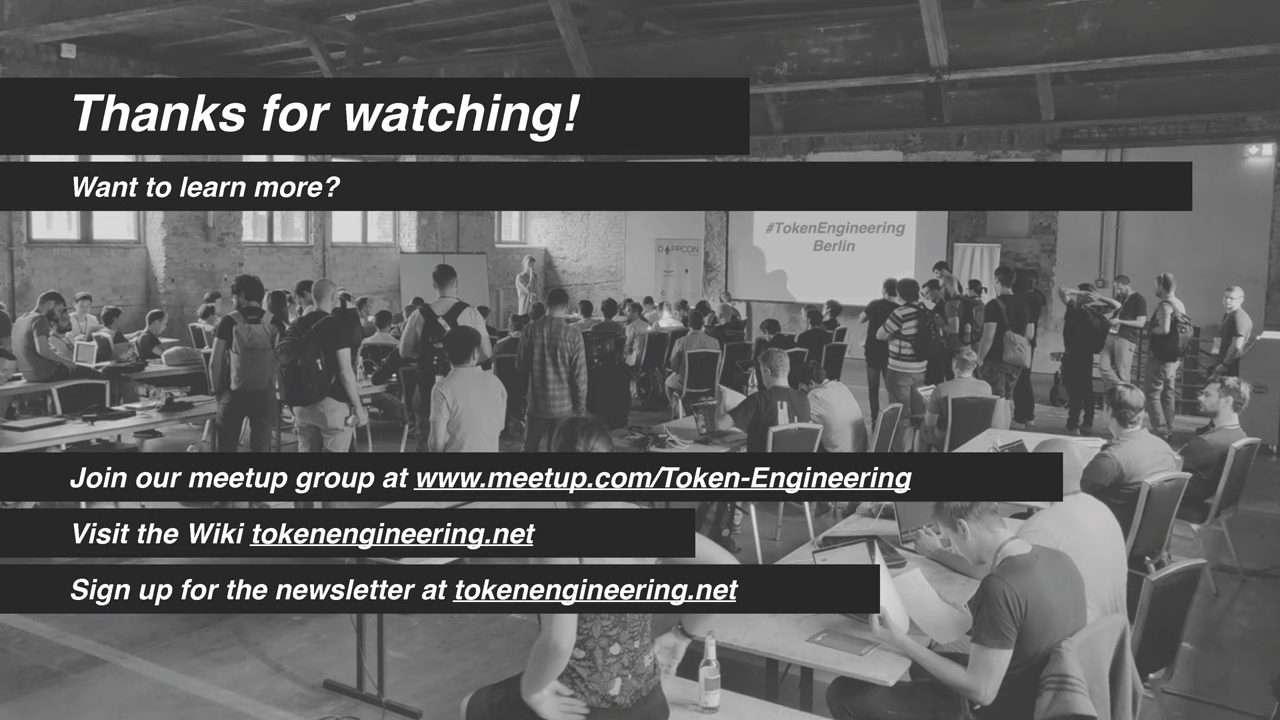 Thanks for watching!
Want to learn more?
#TokenEngineering
Berlin
DAPPCON
Join our meetup group at www.meetup.com/Token-Engineering
Visit the Wiki tokenengineering.net
Sign up for the newsletter at tokenengineering.net